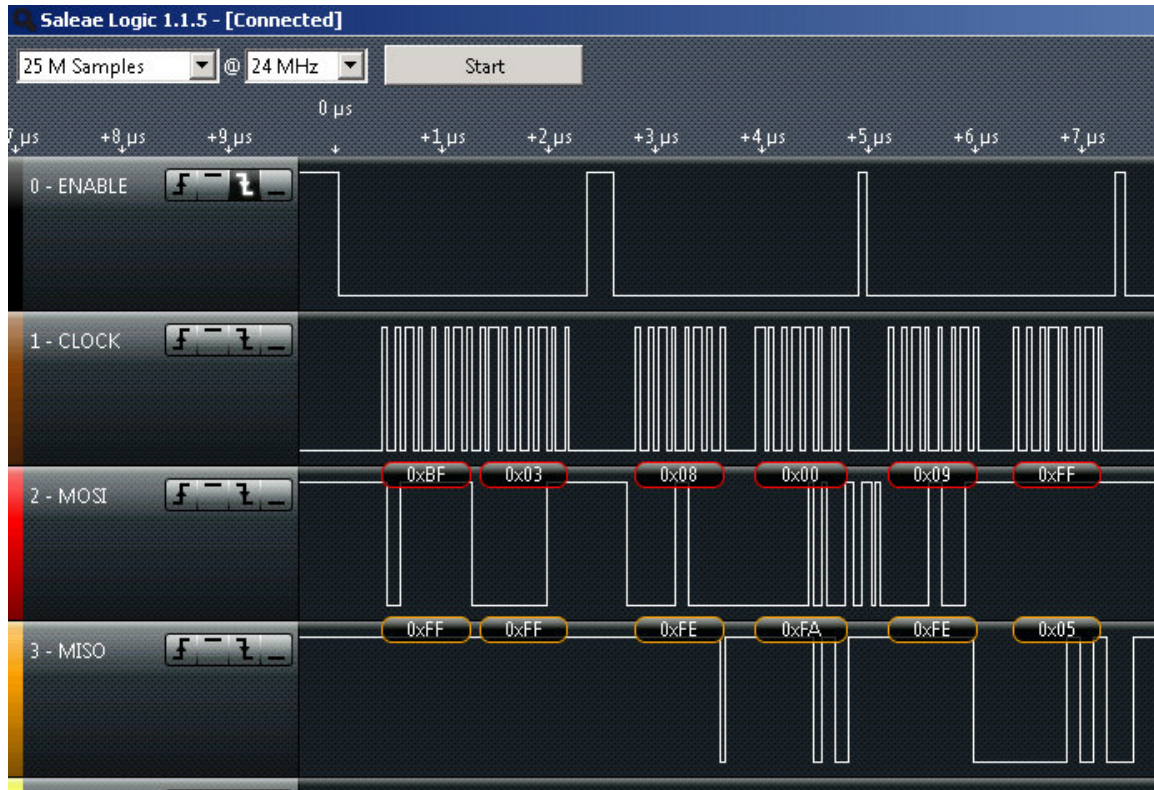 Saleae Logic 1.1.5 - [Connected]
25 M Samples @ 24 MHz Start
0 µs
7 µs +8 µs +9 µs +1 µs +2 µs +3 µs +4 µs +5 µs +6 µs +7 µs
0 - ENABLE
1 - CLOCK
0xBF 0x03 0x08 0x00 0x09 0xFF
2 - MOSI
0xFF 0xFF 0xFE 0xFA 0xFE 0x05
3 - MISO